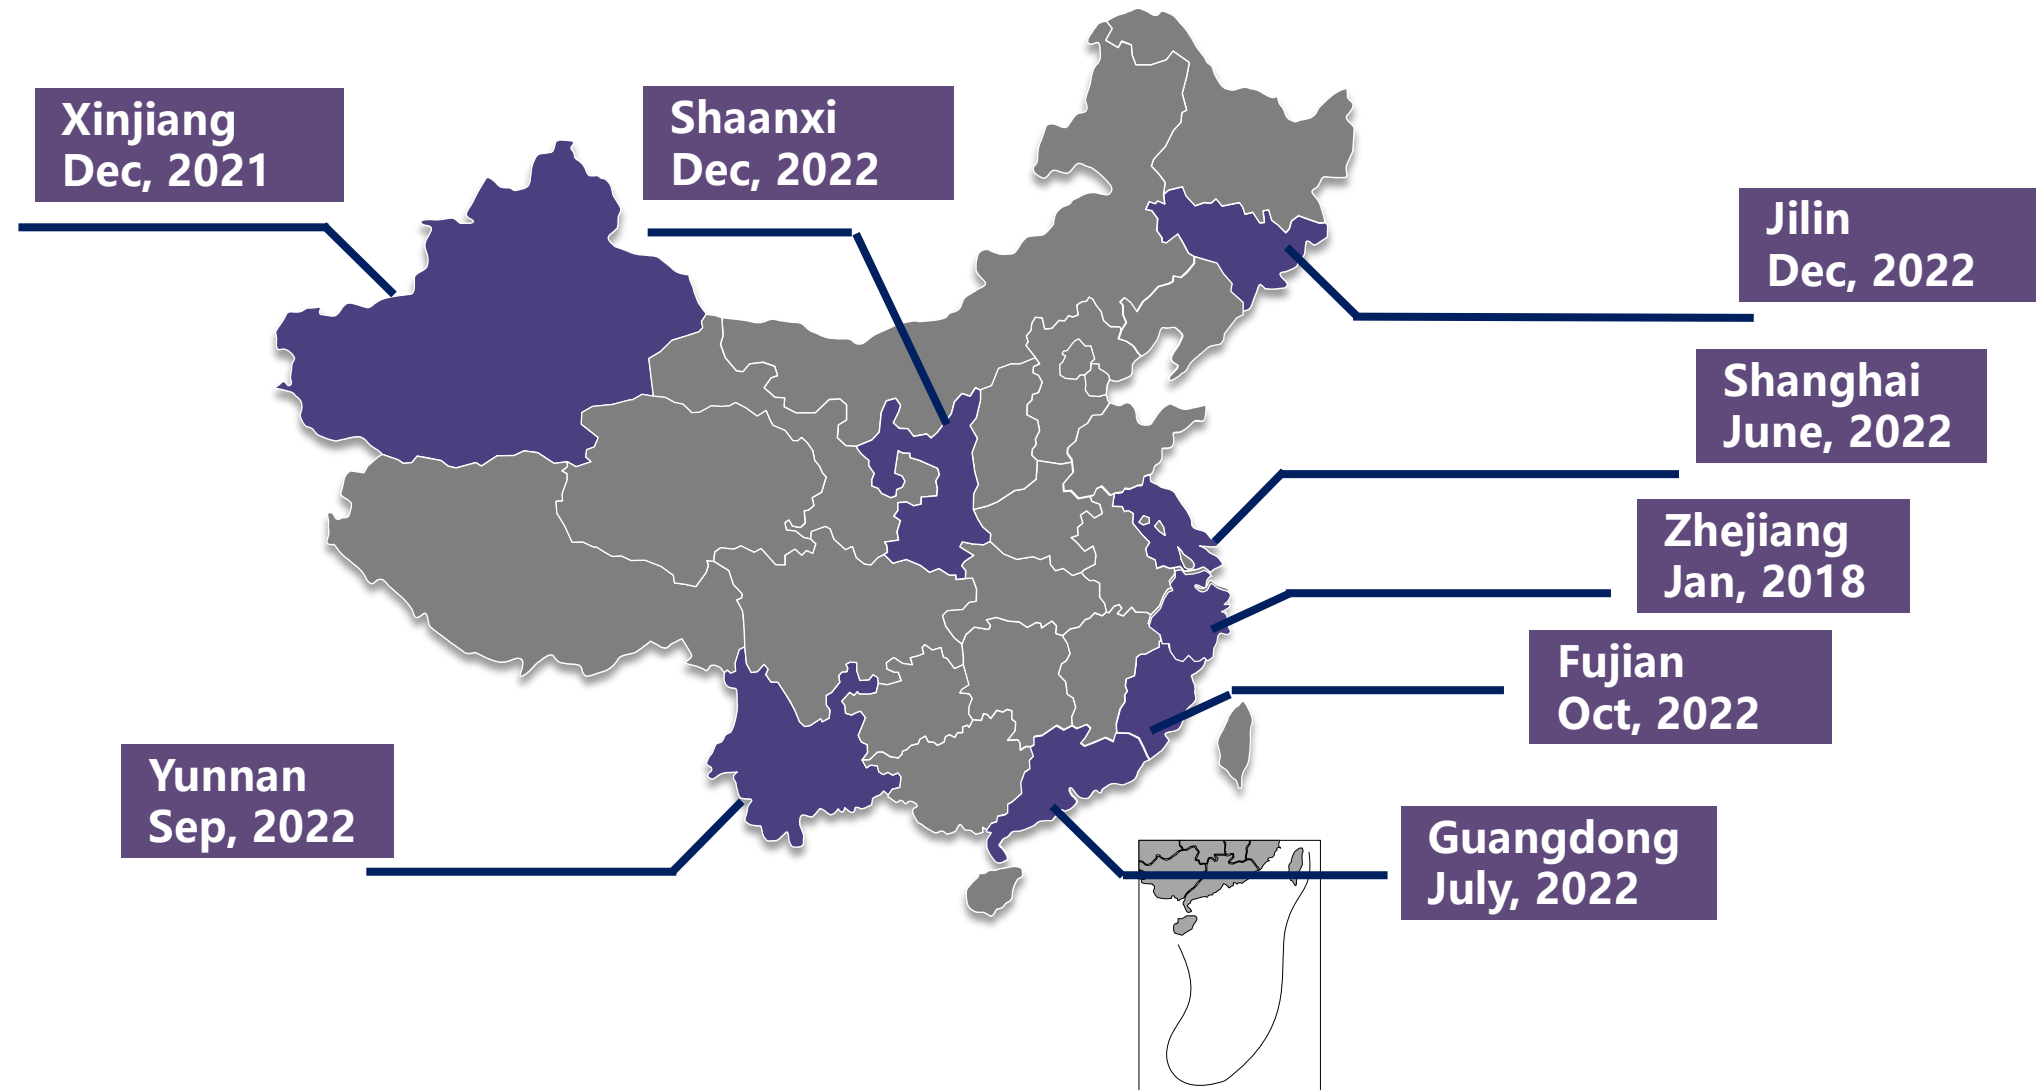 Xinjiang
Dec, 2021
Shaanxi
Dec, 2022
Jilin
Dec, 2022
Shanghai
June, 2022
Zhejiang
Jan, 2018
Fujian
Oct, 2022
Yunnan
Sep, 2022
Guangdong
July, 2022